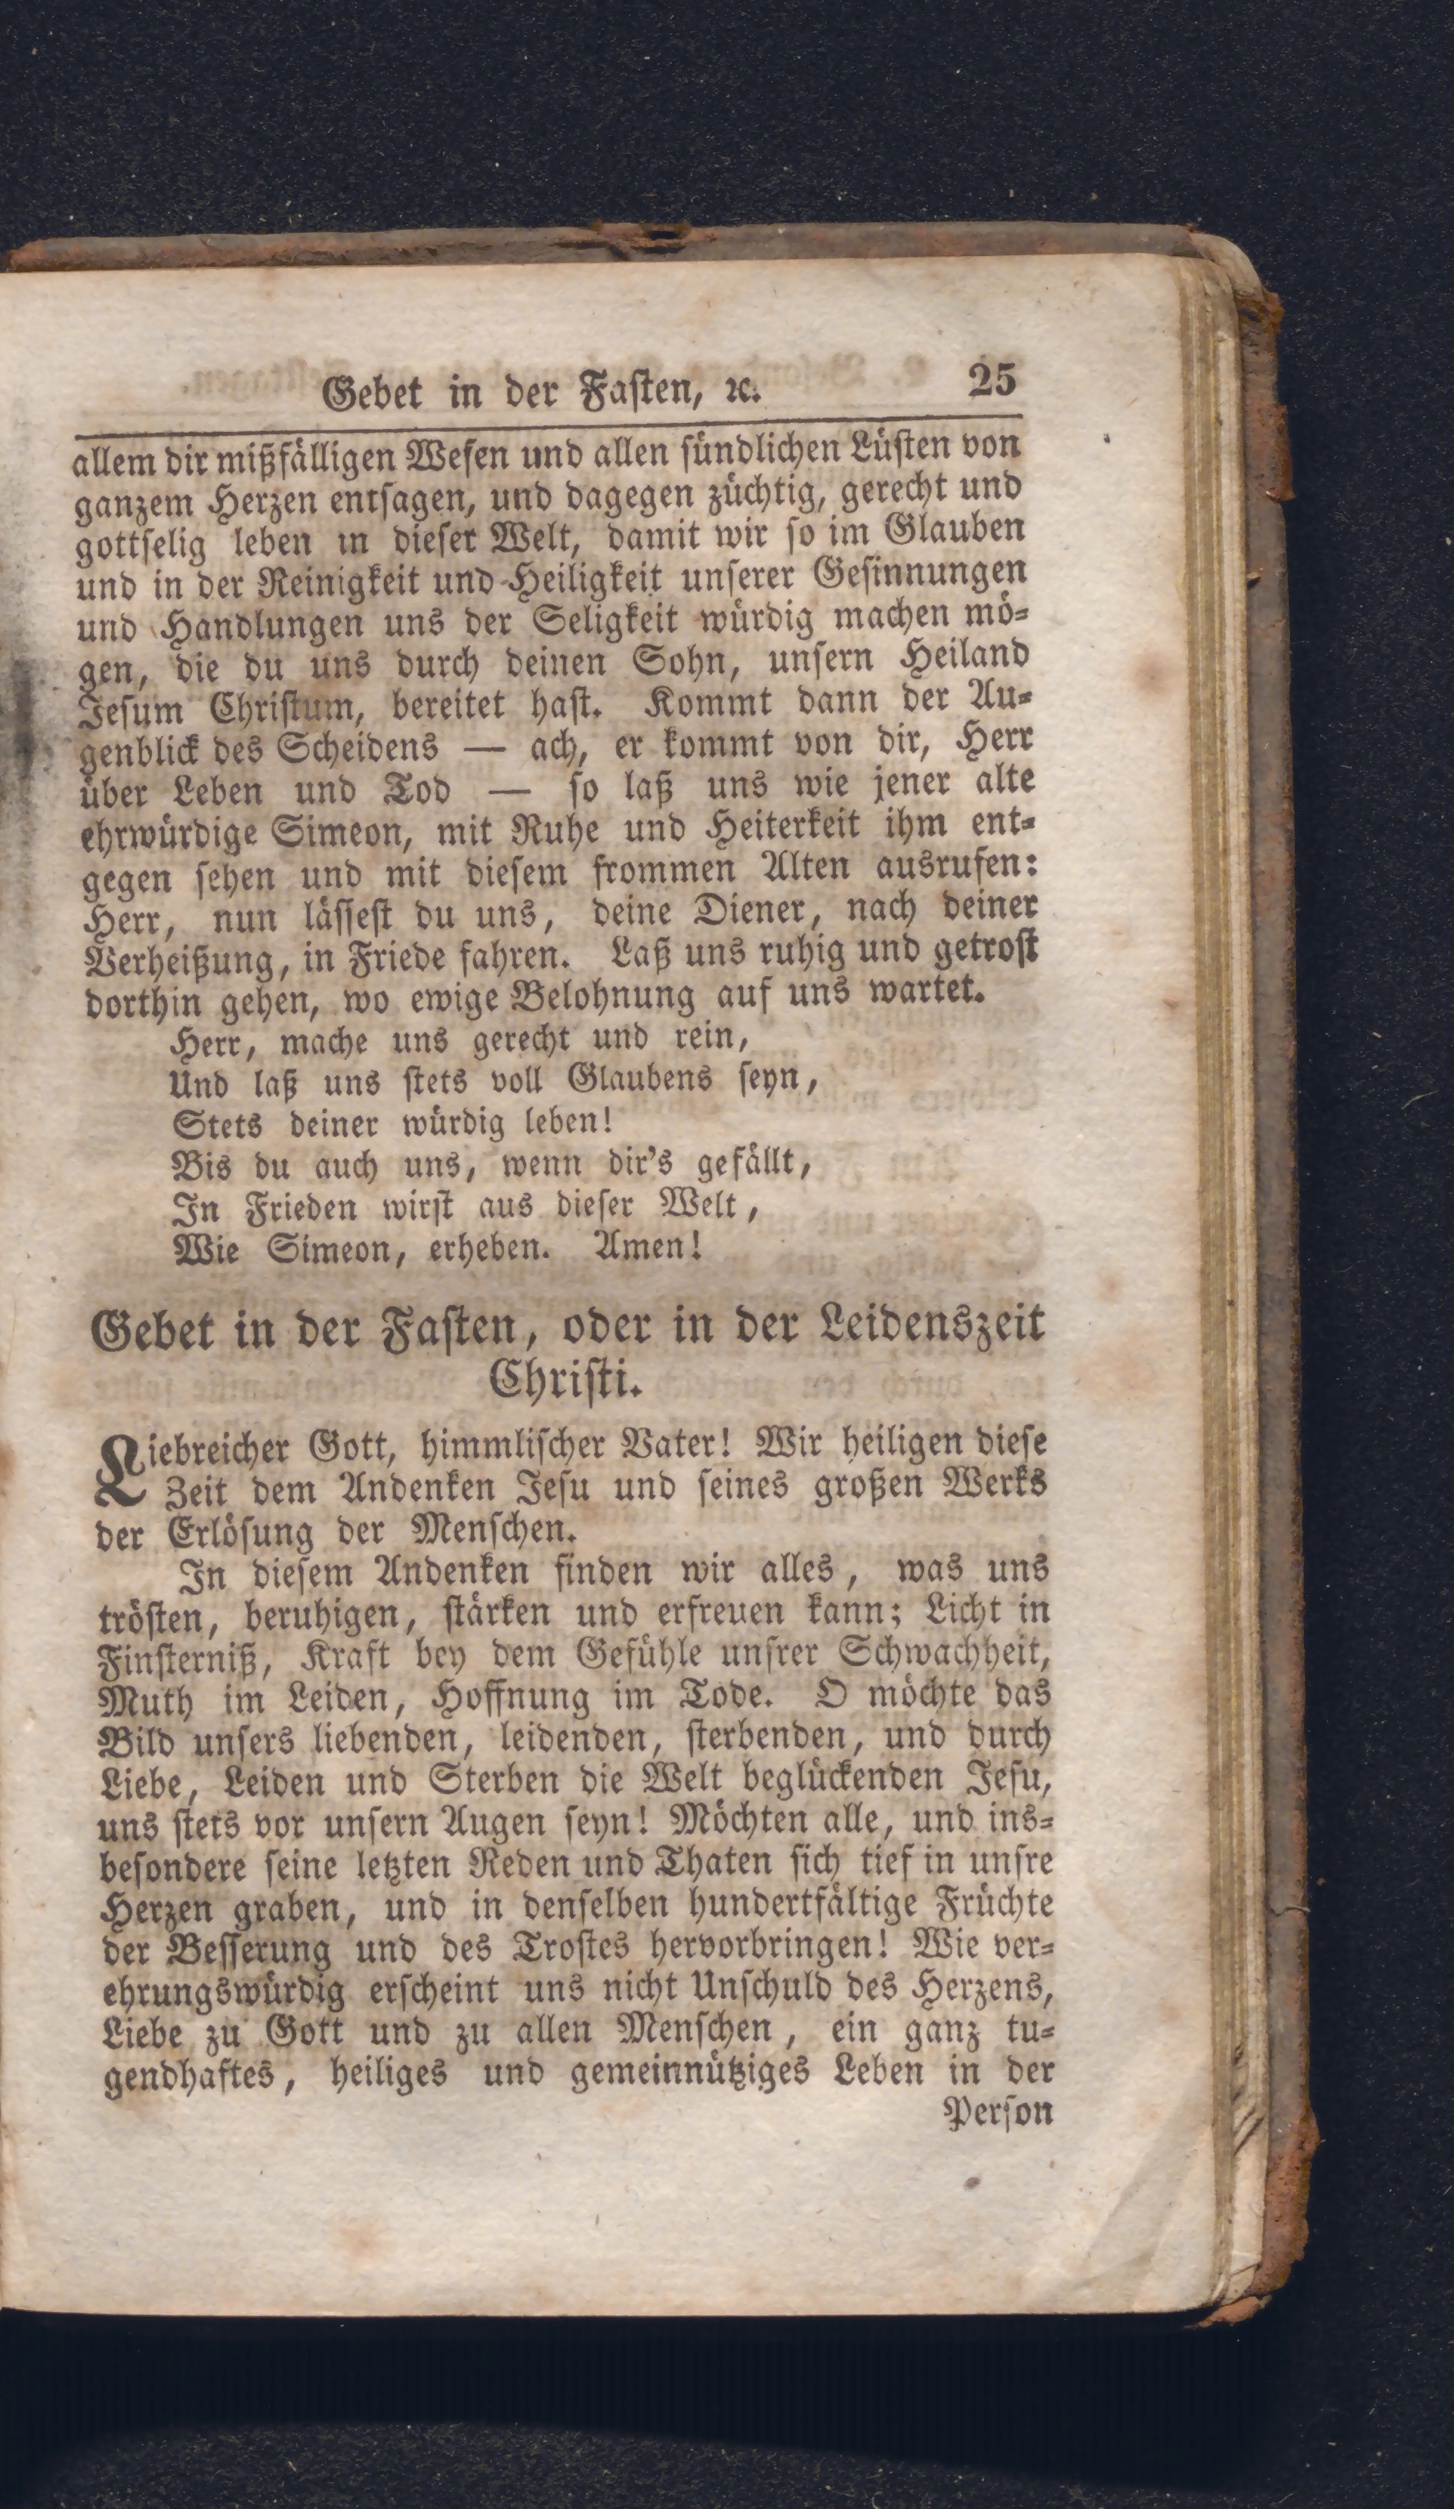 Gebet in der Fasten, ꝛc. 25
allem dir mißfälligen Wesen und allen sündlichen Lüsten von
ganzem Herzen entsagen, und dagegen züchtig, gerecht und
gottselig leben in dieser Welt, damit wir so im Glauben
und in der Reinigkeit und Heiligkeit unserer Gesinnungen
und Handlungen uns der Seligkeit würdig machen mö-
gen, die du uns durch deinen Sohn, unsern Heiland
Jesum Christum, bereitet hast. Kommt dann der Au-
genblick des Scheidens — ach, er kommt von dir, Herr
über Leben und Tod — so laß uns wie jener alte
ehrwürdige Simeon, mit Ruhe und Heiterkeit ihm ent-
gegen sehen und mit diesem frommen Alten ausrufen:
Herr, nun lässest du uns, deine Diener, nach deiner
Verheißung, in Friede fahren. Laß uns ruhig und getrost
dorthin gehen, wo ewige Belohnung auf uns wartet.
Herr, mache uns gerecht und rein,
Und laß uns stets voll Glaubens seyn,
Stets deiner würdig leben!
Bis du auch uns, wenn dir's gefällt,
In Frieden wirst aus dieser Welt,
Wie Simeon, erheben. Amen!
Gebet in der Fasten, oder in der Leidenszeit
Christi.
Liebreicher Gott, himmlischer Vater! Wir heiligen diese
Zeit dem Andenken Jesu und seines großen Werks
der Erlösung der Menschen.
In diesem Andenken finden wir alles, was uns
trösten, beruhigen, stärken und erfreuen kann; Licht in
Finsterniß, Kraft bey dem Gefühle unsrer Schwachheit,
Muth im Leiden, Hoffnung im Tode. O möchte das
Bild unsers liebenden, leidenden, sterbenden, und durch
Liebe, Leiden und Sterben die Welt beglückenden Jesu,
uns stets vor unsern Augen seyn! Möchten alle, und ins-
besondere seine letzten Reden und Thaten sich tief in unsre
Herzen graben, und in denselben hundertfältige Früchte
der Besserung und des Trostes hervorbringen! Wie ver-
ehrungswürdig erscheint uns nicht Unschuld des Herzens,
Liebe zu Gott und zu allen Menschen, ein ganz tu-
gendhaftes, heiliges und gemeinnütziges Leben in der
Person